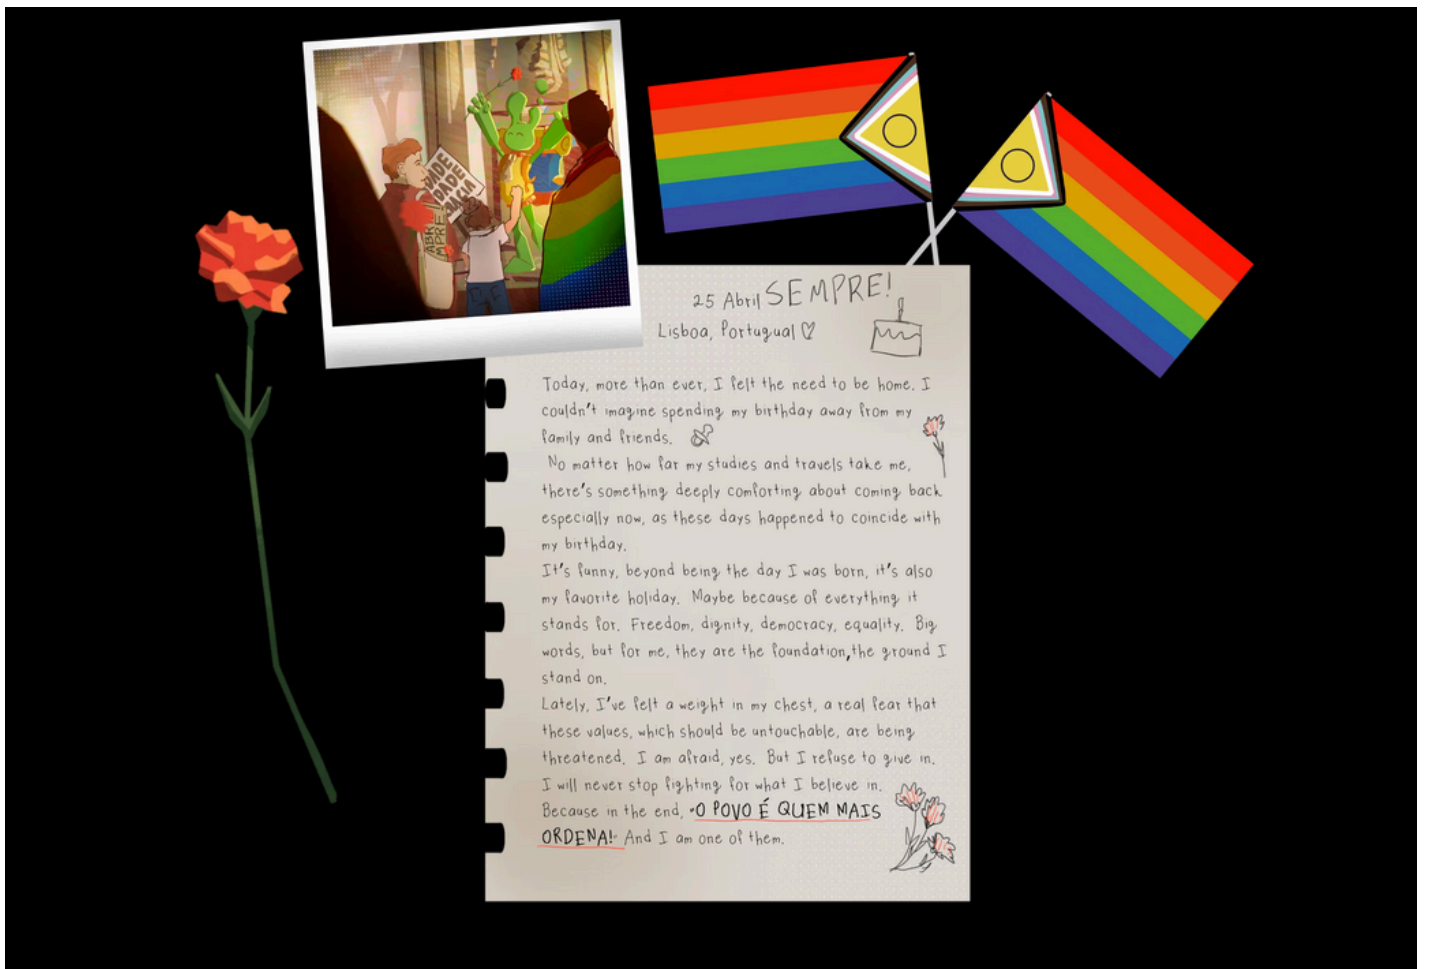 25 Abril SEMPRE!
Lisboa, Portugual
Today, more than ever, I felt the need to be home. I
couldn't imagine spending my birthday away from my
family and friends.
No matter how far my studies and travels take me,
there's something deeply comforting about coming back
especially now, as these days happened to coincide with
my birthday.
It's funny, beyond being the day I was born, it's also
my favorite holiday. Maybe because of everything it
stands for. Freedom, dignity, democracy, equality. Big
words, but for me, they are the foundation,the ground I
stand on.
Lately, I've felt a weight in my chest, a real fear that
these values, which should be untouchable, are being
threatened. I am afraid, yes. But I refuse to give in.
I will never stop fighting for what I believe in.
Because in the end, "O POVO É QUEM MAIS
ORDENA!" And I am one of them.